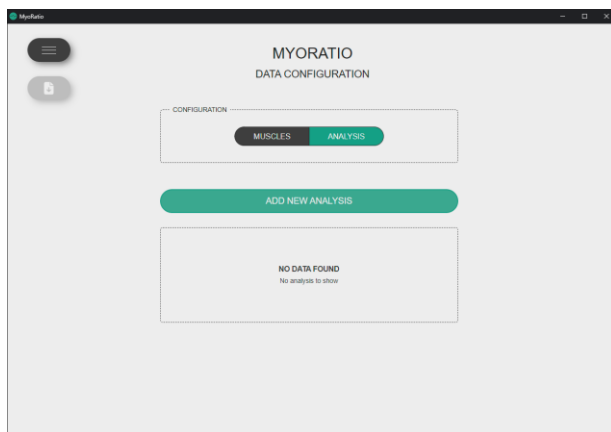 MyoRatio
MYORATIO
DATA CONFIGURATION
CONFIGURATION
MUSCLES ANALYSIS
ADD NEW ANALYSIS
NO DATA FOUND
No analysis to show